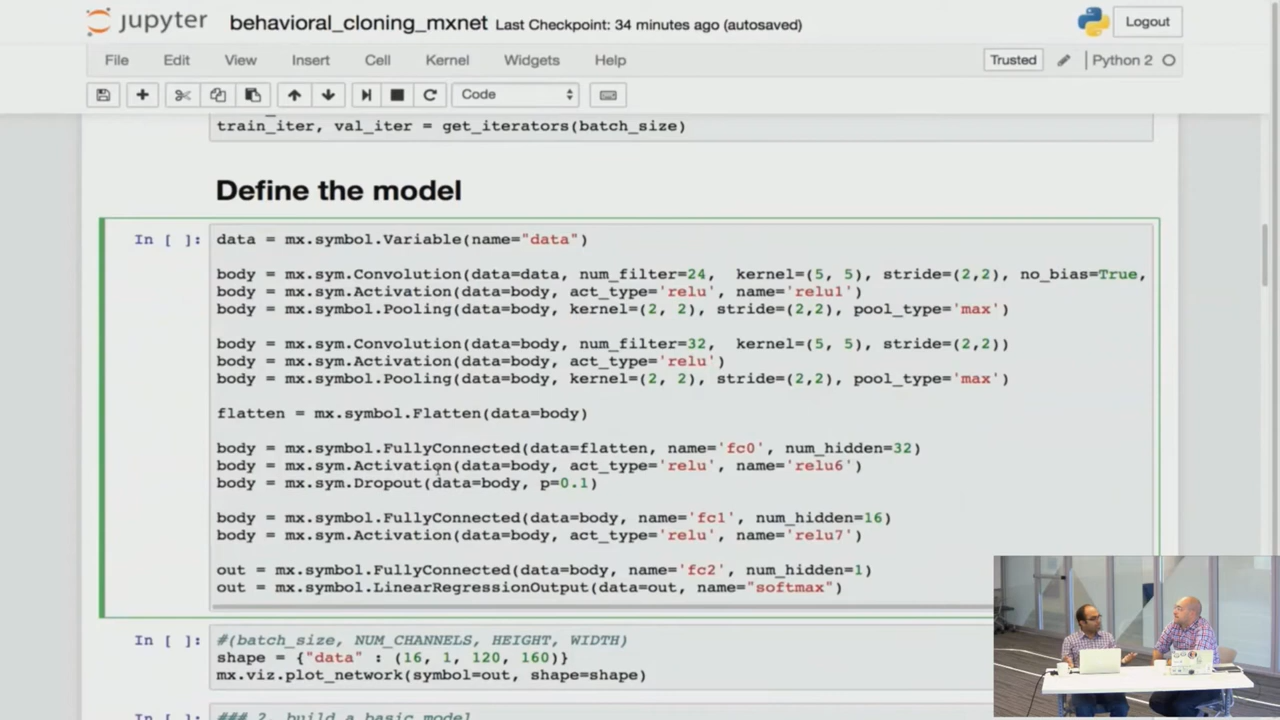 jupyter behavioral_cloning_mxnet Last Checkpoint: 34 minutes ago (autosaved) Logout
File Edit View Insert Cell Kernel Widgets Help Trusted Python 2
Code
train_iter, val_iter = get_iterators(batch_size)
Define the model
In [ ]: data = mx.symbol.Variable(name="data")
body = mx.sym.Convolution(data=data, num_filter=24,  kernel=(5, 5), stride=(2,2), no_bias=True,
body = mx.sym.Activation(data=body, act_type='relu', name='relu1')
body = mx.symbol.Pooling(data=body, kernel=(2, 2), stride=(2,2), pool_type='max')
body = mx.sym.Convolution(data=body, num_filter=32,  kernel=(5, 5), stride=(2,2))
body = mx.sym.Activation(data=body, act_type='relu')
body = mx.symbol.Pooling(data=body, kernel=(2, 2), stride=(2,2), pool_type='max')
flatten = mx.symbol.Flatten(data=body)
body = mx.symbol.FullyConnected(data=flatten, name='fc0', num_hidden=32)
body = mx.sym.Activation(data=body, act_type='relu', name='relu6')
body = mx.sym.Dropout(data=body, p=0.1)
body = mx.symbol.FullyConnected(data=body, name='fc1', num_hidden=16)
body = mx.sym.Activation(data=body, act_type='relu', name='relu7')
out = mx.symbol.FullyConnected(data=body, name='fc2', num_hidden=1)
out = mx.symbol.LinearRegressionOutput(data=out, name="softmax")
In [ ]: #(batch_size, NUM_CHANNELS, HEIGHT, WIDTH)
shape = {"data" : (16, 1, 120, 160)}
mx.viz.plot_network(symbol=out, shape=shape)
In [ ]: ### 2. build a basic model